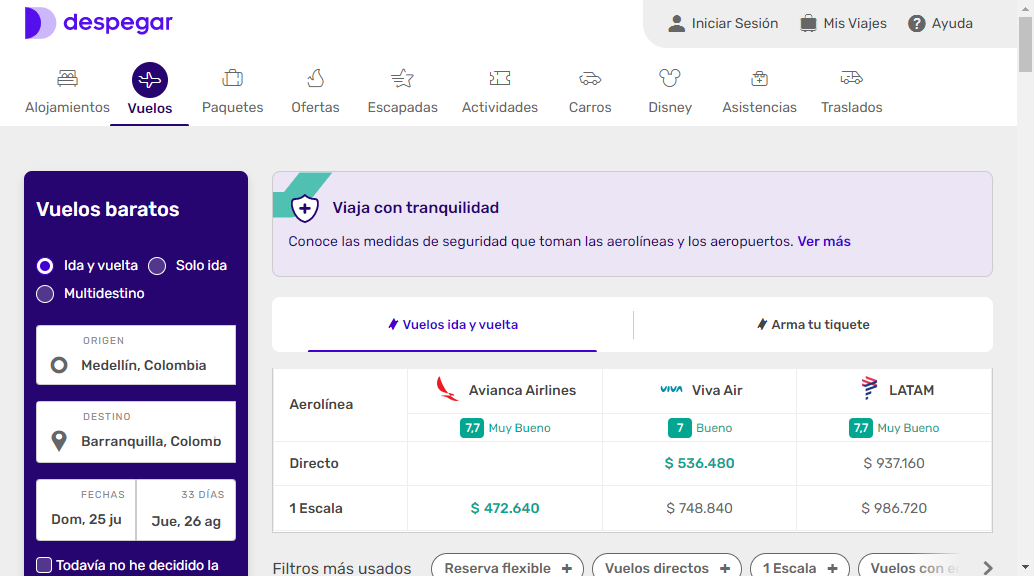 despegar
Iniciar Sesión Mis Viajes Ayuda
Alojamientos Vuelos Paquetes Ofertas Escapadas Actividades Carros Disney Asistencias Traslados
Vuelos baratos
Ida y vuelta Solo ida
Multidestino
ORIGEN
Medellín, Colombia
DESTINO
Barranquilla, Colomb
FECHAS 33 DÍAS
Dom, 25 ju Jue, 26 ag
Todavía no he decidido la
Viaja con tranquilidad
Conoce las medidas de seguridad que toman las aerolíneas y los aeropuertos. Ver más
Vuelos ida y vuelta Arma tu tiquete
Aerolínea Avianca Airlines VIVA Viva Air LATAM
7,7 Muy Bueno 7 Bueno 7,7 Muy Bueno
Directo $ 536.480 $ 937.160
1 Escala $ 472.640 $ 748.840 $ 986.720
Filtros más usados Reserva flexible + Vuelos directos + 1 Escala + Vuelos con